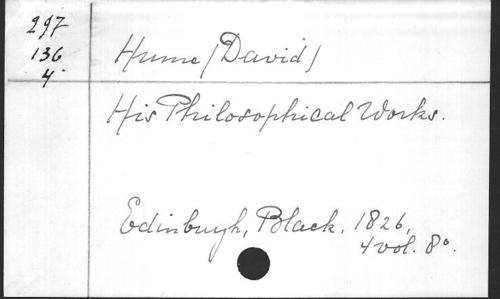 297
136
4
Hume (David)
His Philosophical Works.
Edinburgh, Black. 1826,
4 vol. 8°.